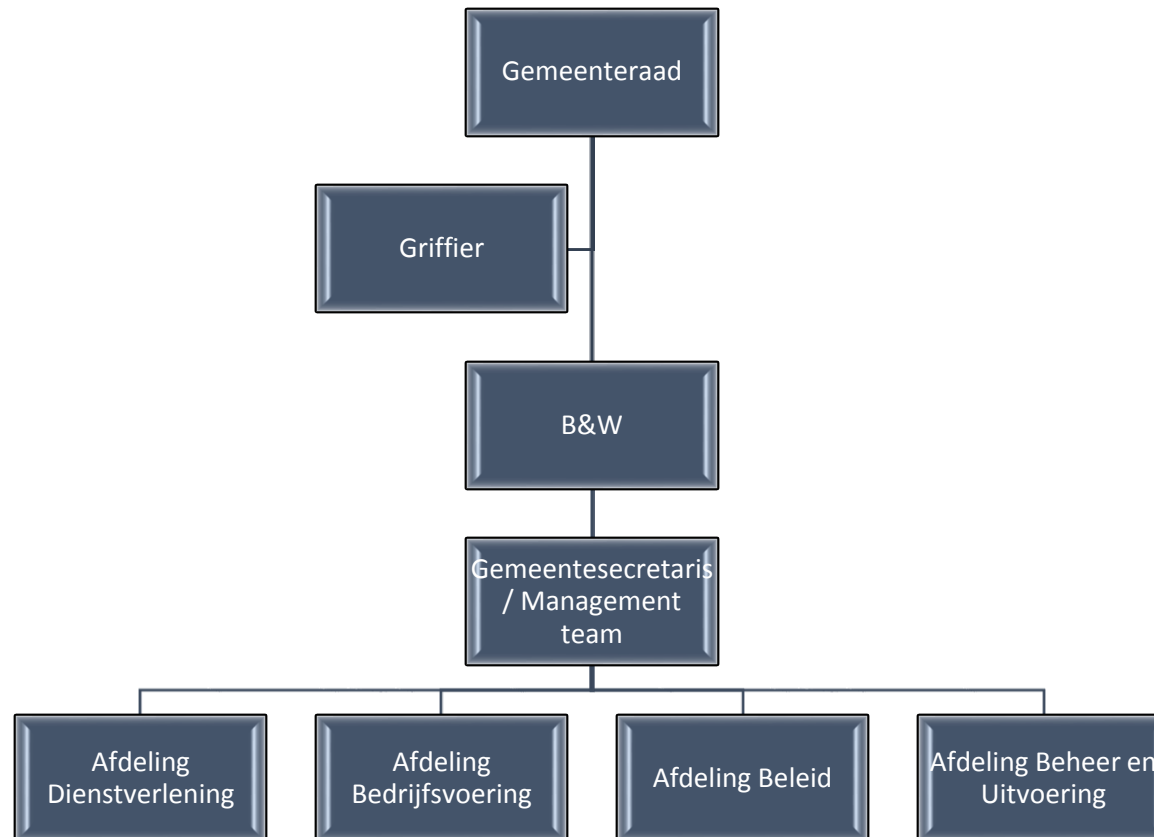 Gemeenteraad
Griffier
B&W
Gemeentesecretaris
/ Management
team
Afdeling
Dienstverlening
Afdeling
Bedrijfsvoering
Afdeling Beleid
Afdeling Beheer en
Uitvoering